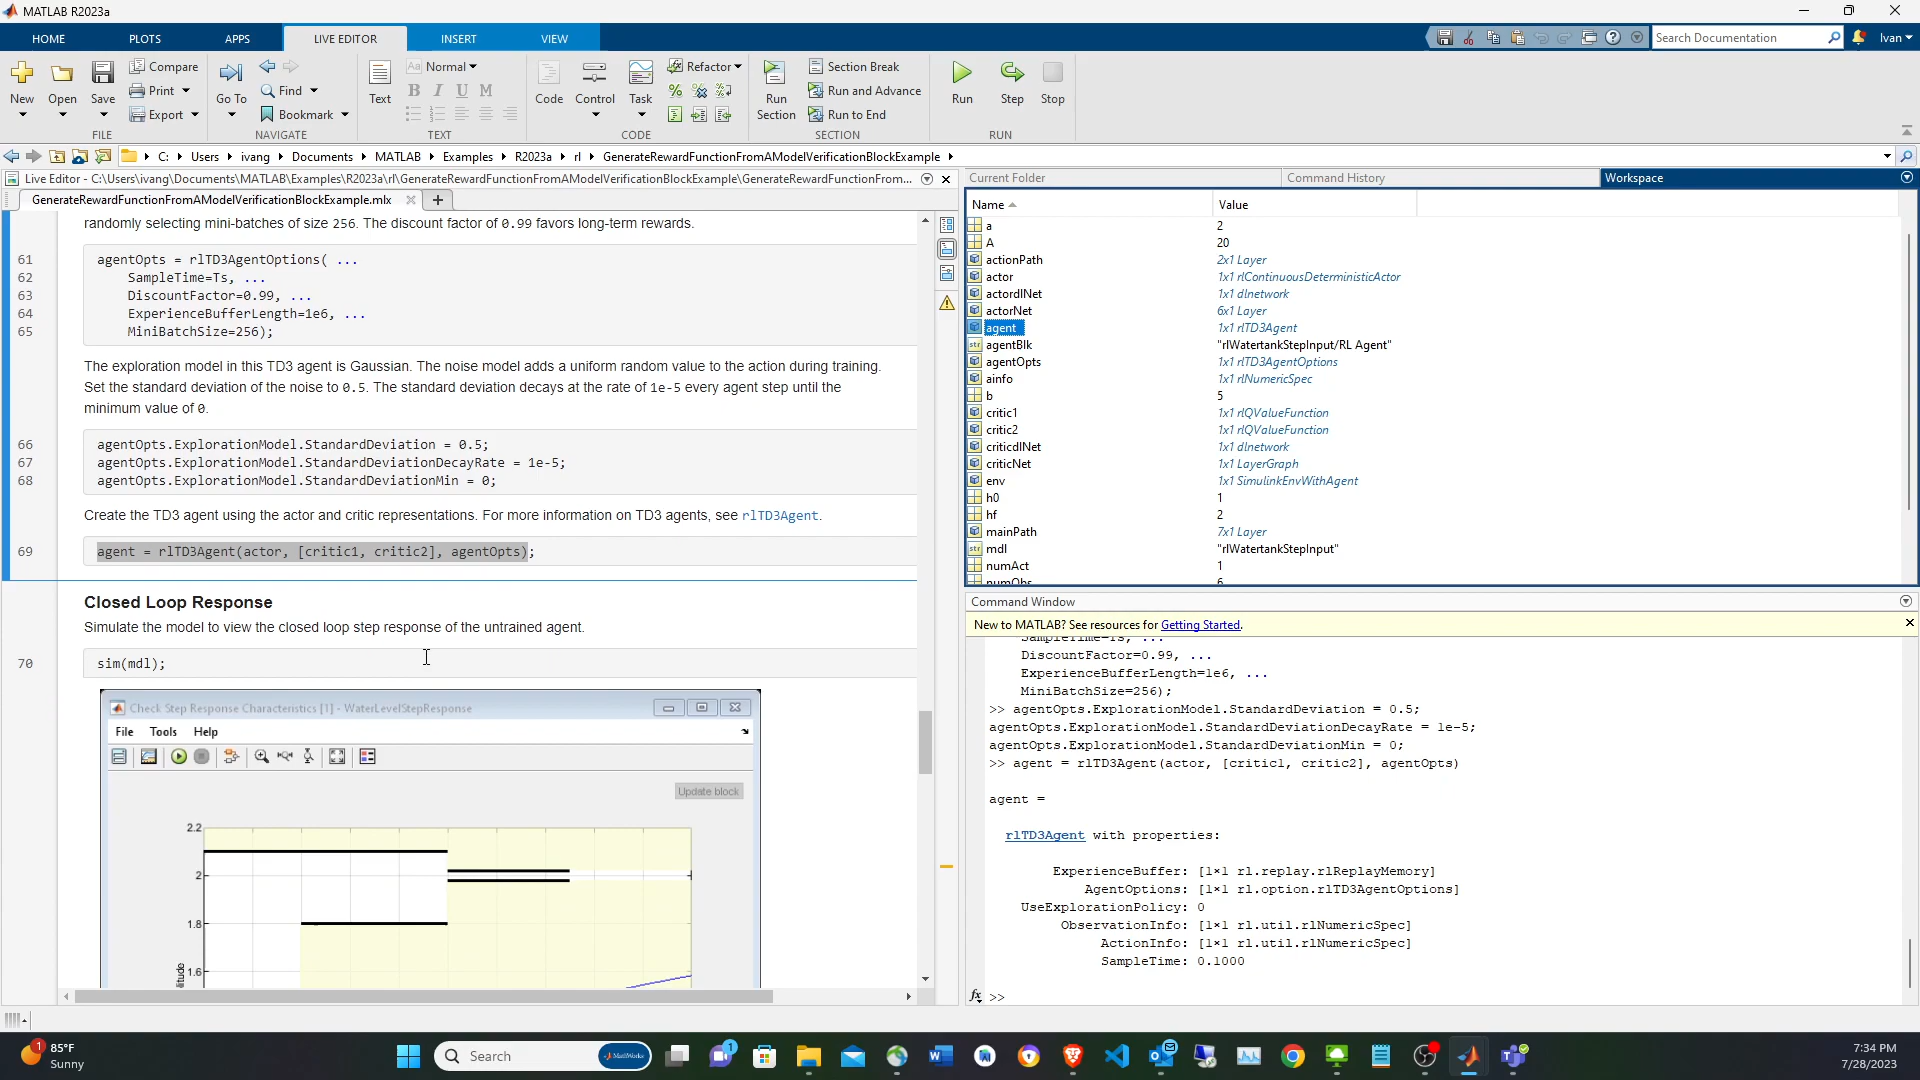 MATLAB R2023a
HOME
PLOTS
APPS
LIVE EDITOR
INSERT
VIEW
Search Documentation
Ivan
New
Open
Save
Compare
Print
Export
FILE
Go To
Find
Bookmark
NAVIGATE
Text
Aa Normal
B I U M
TEXT
Code
Control
Task
Refactor
CODE
Run Section
Section Break
Run and Advance
Run to End
SECTION
Run
Step
Stop
RUN
C: Users ivang Documents MATLAB Examples R2023a rl GenerateRewardFunctionFromAModelVerificationBlockExample
Live Editor - C:\Users\ivang\Documents\MATLAB\Examples\R2023a\rl\GenerateRewardFunctionFromAModelVerificationBlockExample\GenerateRewardFunctionFrom...
GenerateRewardFunctionFromAModelVerificationBlockExample.mlx
randomly selecting mini-batches of size 256. The discount factor of 0.99 favors long-term rewards.
61 agentOpts = rlTD3AgentOptions( ...
62 SampleTime=Ts, ...
63 DiscountFactor=0.99, ...
64 ExperienceBufferLength=1e6, ...
65 MiniBatchSize=256);
The exploration model in this TD3 agent is Gaussian. The noise model adds a uniform random value to the action during training.
Set the standard deviation of the noise to 0.5. The standard deviation decays at the rate of 1e-5 every agent step until the
minimum value of 0.
66 agentOpts.ExplorationModel.StandardDeviation = 0.5;
67 agentOpts.ExplorationModel.StandardDeviationDecayRate = 1e-5;
68 agentOpts.ExplorationModel.StandardDeviationMin = 0;
Create the TD3 agent using the actor and critic representations. For more information on TD3 agents, see rlTD3Agent.
69 agent = rlTD3Agent(actor, [critic1, critic2], agentOpts);
Closed Loop Response
Simulate the model to view the closed loop step response of the untrained agent.
70 sim(mdl);
Check Step Response Characteristics [1] - WaterLevelStepResponse
File Tools Help
Update block
2.2
2
1.8
1.6
Current Folder
Command History
Workspace
Name Value
a 2
A 20
actionPath 2x1 Layer
actor 1x1 rlContinuousDeterministicActor
actordlNet 1x1 dlnetwork
actorNet 6x1 Layer
agent 1x1 rlTD3Agent
agentBlk "rlWatertankStepInput/RL Agent"
agentOpts 1x1 rlTD3AgentOptions
ainfo 1x1 rlNumericSpec
b 5
critic1 1x1 rlQValueFunction
critic2 1x1 rlQValueFunction
criticdlNet 1x1 dlnetwork
criticNet 1x1 LayerGraph
env 1x1 SimulinkEnvWithAgent
h0 1
hf 2
mainPath 7x1 Layer
mdl "rlWatertankStepInput"
numAct 1
numObs 6
Command Window
New to MATLAB? See resources for Getting Started.
SampleTime=Ts, ...
DiscountFactor=0.99, ...
ExperienceBufferLength=1e6, ...
MiniBatchSize=256);
>> agentOpts.ExplorationModel.StandardDeviation = 0.5;
agentOpts.ExplorationModel.StandardDeviationDecayRate = 1e-5;
agentOpts.ExplorationModel.StandardDeviationMin = 0;
>> agent = rlTD3Agent(actor, [critic1, critic2], agentOpts)
agent =
rlTD3Agent with properties:
ExperienceBuffer: [1×1 rl.replay.rlReplayMemory]
AgentOptions: [1×1 rl.option.rlTD3AgentOptions]
UseExplorationPolicy: 0
ObservationInfo: [1×1 rl.util.rlNumericSpec]
ActionInfo: [1×1 rl.util.rlNumericSpec]
SampleTime: 0.1000
fx >>
1
85°F
Sunny
Search
MathWorks
1
7:34 PM
7/28/2023